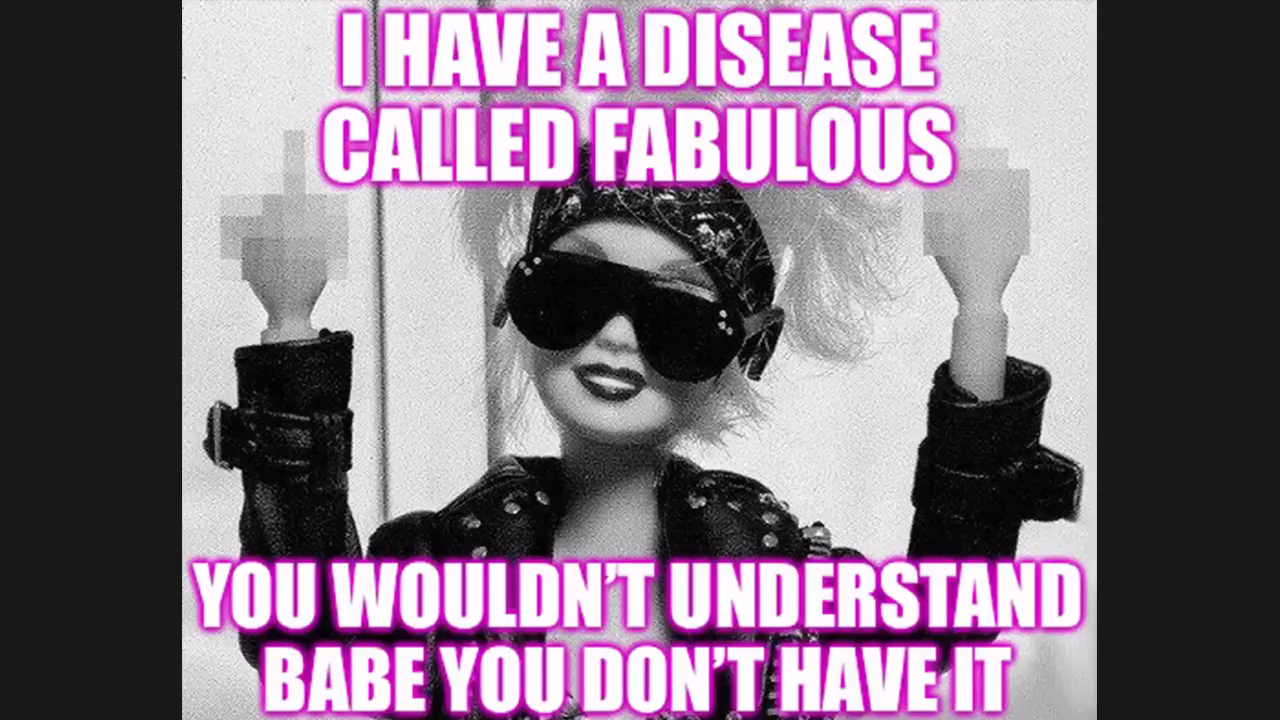 I HAVE A DISEASE
CALLED FABULOUS
YOU WOULDN'T UNDERSTAND
BABE YOU DON'T HAVE IT